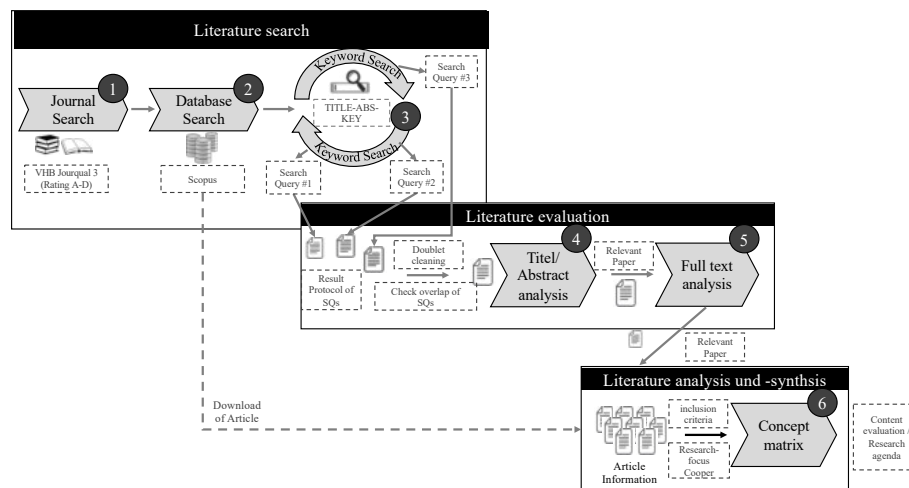 Literature search
Keyword Search
Search
Query #3
1
Journal
Search
2
Database
Search
TITLE-ABS-
KEY
3
Keyword Search
VHB Jourqual 3
(Rating A-D)
Scopus
Search
Query #1
Search
Query #2
Literature evaluation
Result
Protocol of
SQs
Doublet
cleaning
Check overlap of
SQs
4
Titel/
Abstract
analysis
Relevant
Paper
5
Full text
analysis
Relevant
Paper
Download
of Article
Literature analysis und -synthsis
Article
Information
inclusion
criteria
Research-
focus
Cooper
6
Concept
matrix
Content
evaluation /
Research
agenda